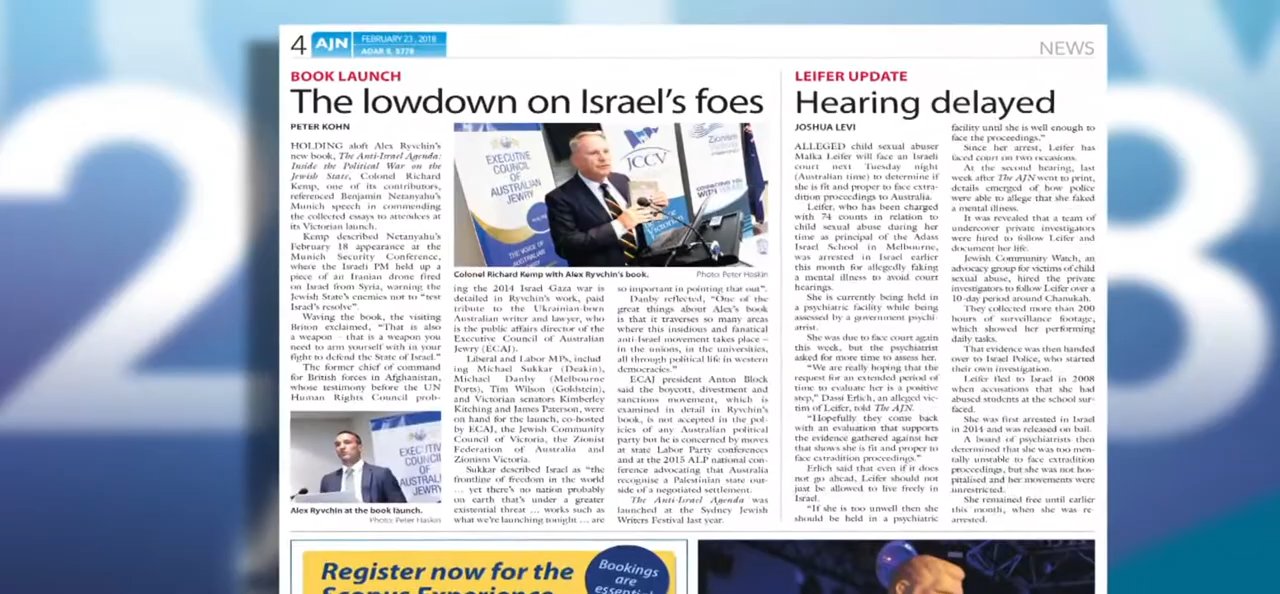 4 AJN FEBRUARY 23, 2018
ADAR 8, 5778
NEWS
BOOK LAUNCH
The lowdown on Israel's foes
PETER KOHN
HOLDING aloft Alex Ryvchin's
new book, The Anti-Israel Agenda:
Inside the Political War on the
Jewish State, Colonel Richard
Kemp, one of its contributors,
referenced Benjamin Netanyahu's
Munich speech in commending
the collected essays to attendees at
its Victorian launch.
Kemp described Netanyahu's
February 18 appearance at the
Munich Security Conference,
where the Israeli PM held up a
piece of an Iranian drone fired
on Israel from Syria, warning the
Jewish State's enemies not to "test
Israel's resolve".
Waving the book, the visiting
Briton exclaimed, "That is also
a weapon – that is a weapon you
need to arm yourself with in your
fight to defend the State of Israel."
The former chief of command
for British forces in Afghanistan,
whose testimony before the UN
Human Rights Council prob-
EXECUTIVE
COUNCIL
OF
AUSTRALIAN
JEWRY
Alex Ryvchin at the book launch.
Photo: Peter Haskin
EXECUTIVE
COUNCIL
OF
AUSTRALIAN
JEWRY
THE VOICE OF
JCCV
Zionism
Victoria
CONNECTING
WITH ISRAEL
Colonel Richard Kemp with Alex Ryvchin's book.
Photo: Peter Haskin
ing the 2014 Israel-Gaza war is
detailed in Ryvchin's work, paid
tribute to the Ukrainian-born
Australian writer and lawyer, who
is the public affairs director of the
Executive Council of Australian
Jewry (ECAJ).
Liberal and Labor MPs, includ
ing Michael Sukkar (Deakin),
Michael Danby (Melbourne
Ports), Tim Wilson (Goldstein),
and Victorian senators Kimberley
Kitching and James Paterson, were
on hand for the launch, co-hosted
by ECAJ, the Jewish Community
Council of Victoria, the Zionist
Federation of Australia and
Zionism Victoria.
Sukkar described Israel as "the
frontline of freedom in the world
... yet there's no nation probably
on earth that's under a greater
existential threat ... works such as
what we're launching tonight ... are
so important in pointing that out".
Danby reflected, "One of the
great things about Alex's book
is that it traverses so many areas
where this insidious and fanatical
anti-Israel movement takes place –
in the unions, in the universities,
all through political life in western
democracies."
ECAJ president Anton Block
said the boycott, divestment and
sanctions movement, which is
examined in detail in Ryvchin's
book, is not accepted in the pol-
icies of any Australian political
party but he is concerned by moves
at state Labor Party conferences
and at the 2015 ALP national con-
ference advocating that Australia
recognise a Palestinian state out-
side of a negotiated settlement.
The Anti-Israel Agenda was
launched at the Sydney Jewish
Writers Festival last year.
LEIFER UPDATE
Hearing delayed
JOSHUA LEVI
ALLEGED child sexual abuser
Malka Leifer will face an Israeli
court next Tuesday night
(Australian time) to determine if
she is fit and proper to face extra-
dition proceedings to Australia.
Leifer, who has been charged
with 74 counts in relation to
child sexual abuse during her
time as principal of the Adass
Israel School in Melbourne,
was arrested in Israel earlier
this month for allegedly faking
a mental illness to avoid court
hearings.
She is currently being held in
a psychiatric facility while being
assessed by a government psychi-
atrist.
She was due to face court again
this week, but the psychiatrist
asked for more time to assess her.
"We are really hoping that the
request for an extended period of
time to evaluate her is a positive
step," Dassi Erlich, an alleged vic-
tim of Leifer, told The AJN.
"Hopefully they come back
with an evaluation that supports
the evidence gathered against her
that shows she is fit and proper to
face extradition proceedings."
Erlich said that even if it does
not go ahead, Leifer should not
just be allowed to live freely in
Israel.
"If she is too unwell then she
should be held in a psychiatric
facility until she is well enough to
face the proceedings."
Since her arrest, Leifer has
faced court on two occasions.
At the second hearing, last
week after The AJN went to print,
details emerged of how police
were able to allege that she faked
a mental illness.
It was revealed that a team of
undercover private investigators
were hired to follow Leifer and
document her life.
Jewish Community Watch, an
advocacy group for victims of child
sexual abuse, hired the private
investigators to follow Leifer over a
10-day period around Chanukah.
They collected more than 200
hours of surveillance footage,
which showed her performing
daily tasks.
That evidence was then handed
over to Israel Police, who started
their own investigation.
Leifer fled to Israel in 2008
when accusations that she had
abused students at the school sur-
faced.
She was first arrested in Israel
in 2014 and was released on bail.
A board of psychiatrists then
determined that she was too men-
tally unstable to face extradition
proceedings, but she was not hos-
pitalised and her movements were
unrestricted.
She remained free until earlier
this month, when she was re-
arrested.
Register now for the
Scopus Experience
Bookings
are
essential